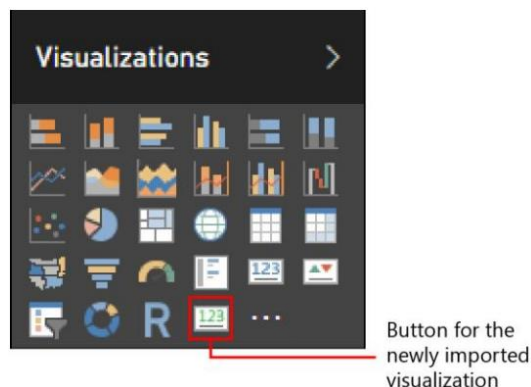 Visualizations
123
R
123
Button for the
newly imported
visualization